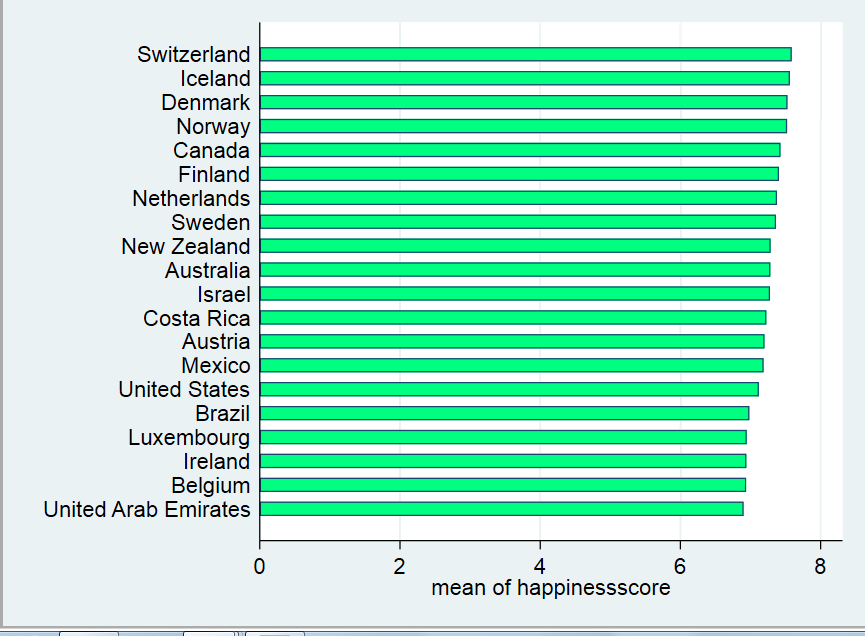 Switzerland
Iceland
Denmark
Norway
Canada
Finland
Netherlands
Sweden
New Zealand
Australia
Israel
Costa Rica
Austria
Mexico
United States
Brazil
Luxembourg
Ireland
Belgium
United Arab Emirates
0 2 4 6 8
mean of happinessscore